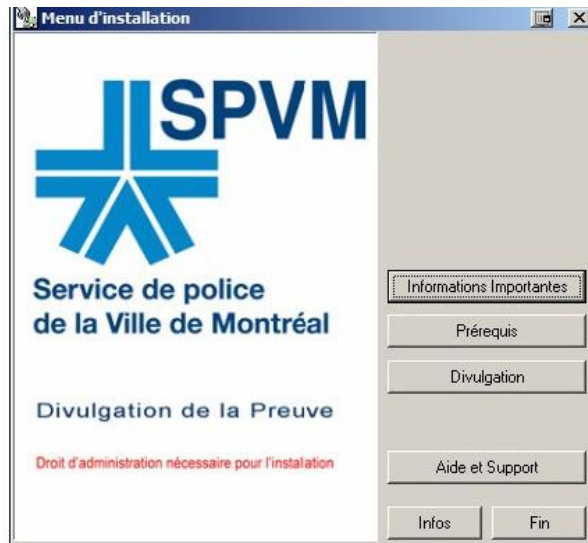 Menu d'installation
SPVM
Service de police
de la Ville de Montréal
Divulgation de la Preuve
Droit d'administration nécessaire pour l'instalation
Informations Importantes
Prérequis
Divulgation
Aide et Support
Infos
Fin